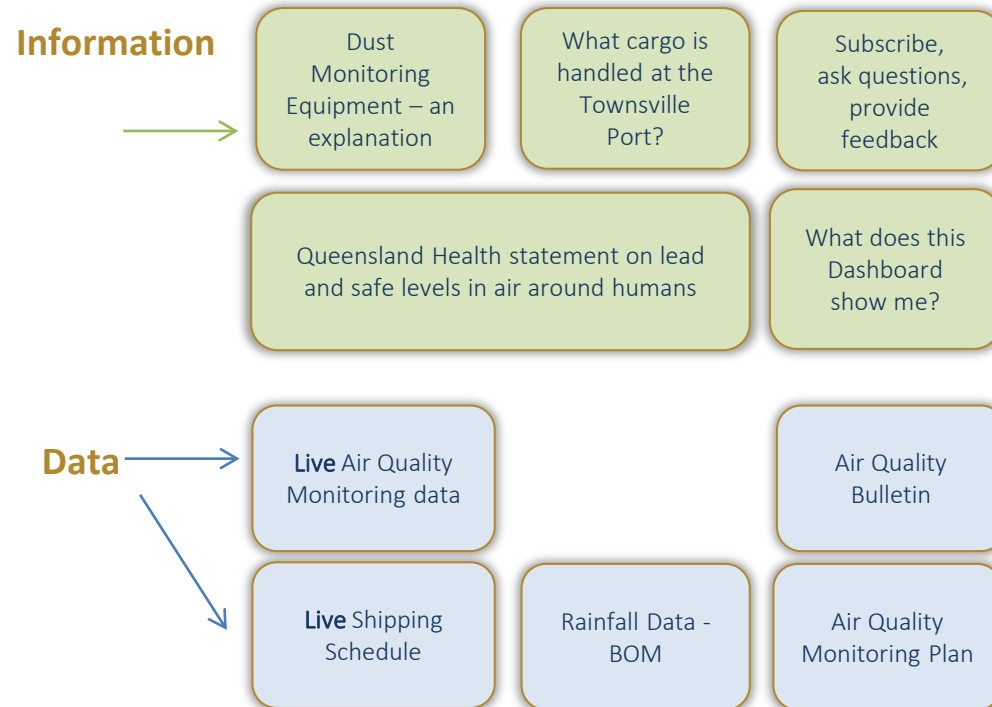 Information
Dust
Monitoring
Equipment – an
explanation
What cargo is
handled at the
Townsville
Port?
Subscribe,
ask questions,
provide
feedback
Queensland Health statement on lead
and safe levels in air around humans
What does this
Dashboard
show me?
Data
Live Air Quality
Monitoring data
Air Quality
Bulletin
Live Shipping
Schedule
Rainfall Data -
BOM
Air Quality
Monitoring Plan